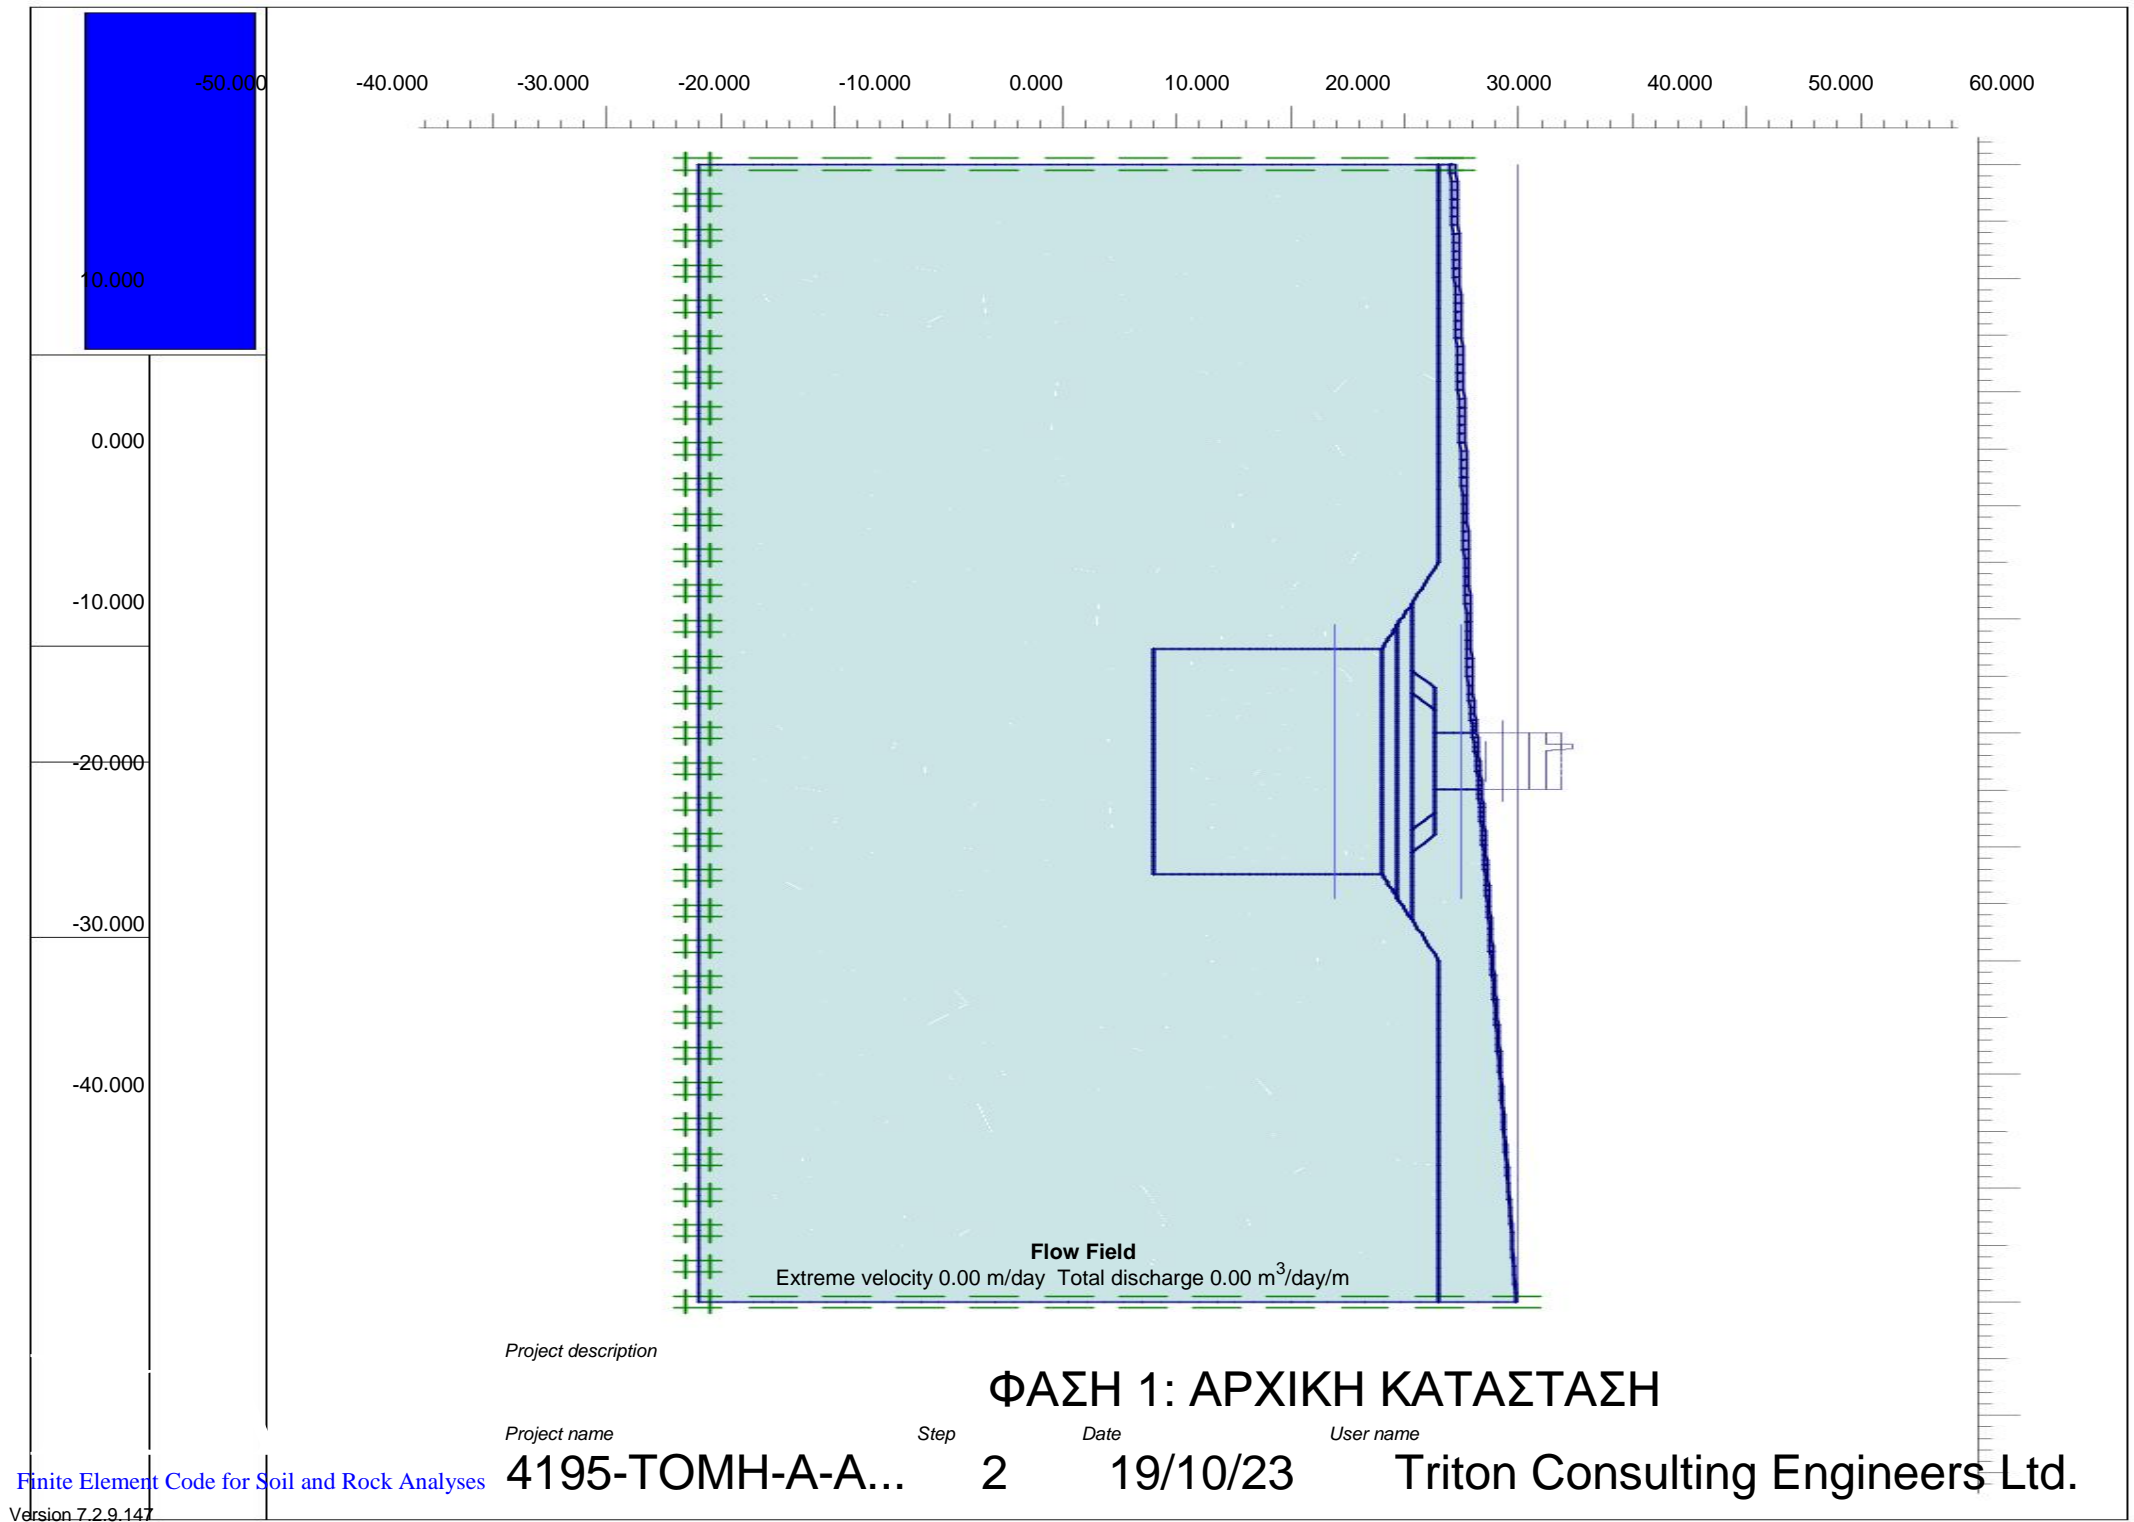 -50.000 -40.000 -30.000 -20.000 -10.000 0.000 10.000 20.000 30.000 40.000 50.000 60.000
10.000
0.000
-10.000
-20.000
-30.000
-40.000
Flow Field
Extreme velocity 0.00 m/day Total discharge 0.00 m³/day/m
Project description
ΦΑΣΗ 1: ΑΡΧΙΚΗ ΚΑΤΑΣΤΑΣΗ
Project name Step Date User name
4195-ΤΟΜΗ-Α-Α... 2 19/10/23 Triton Consulting Engineers Ltd.
Finite Element Code for Soil and Rock Analyses
Version 7.2.9.147